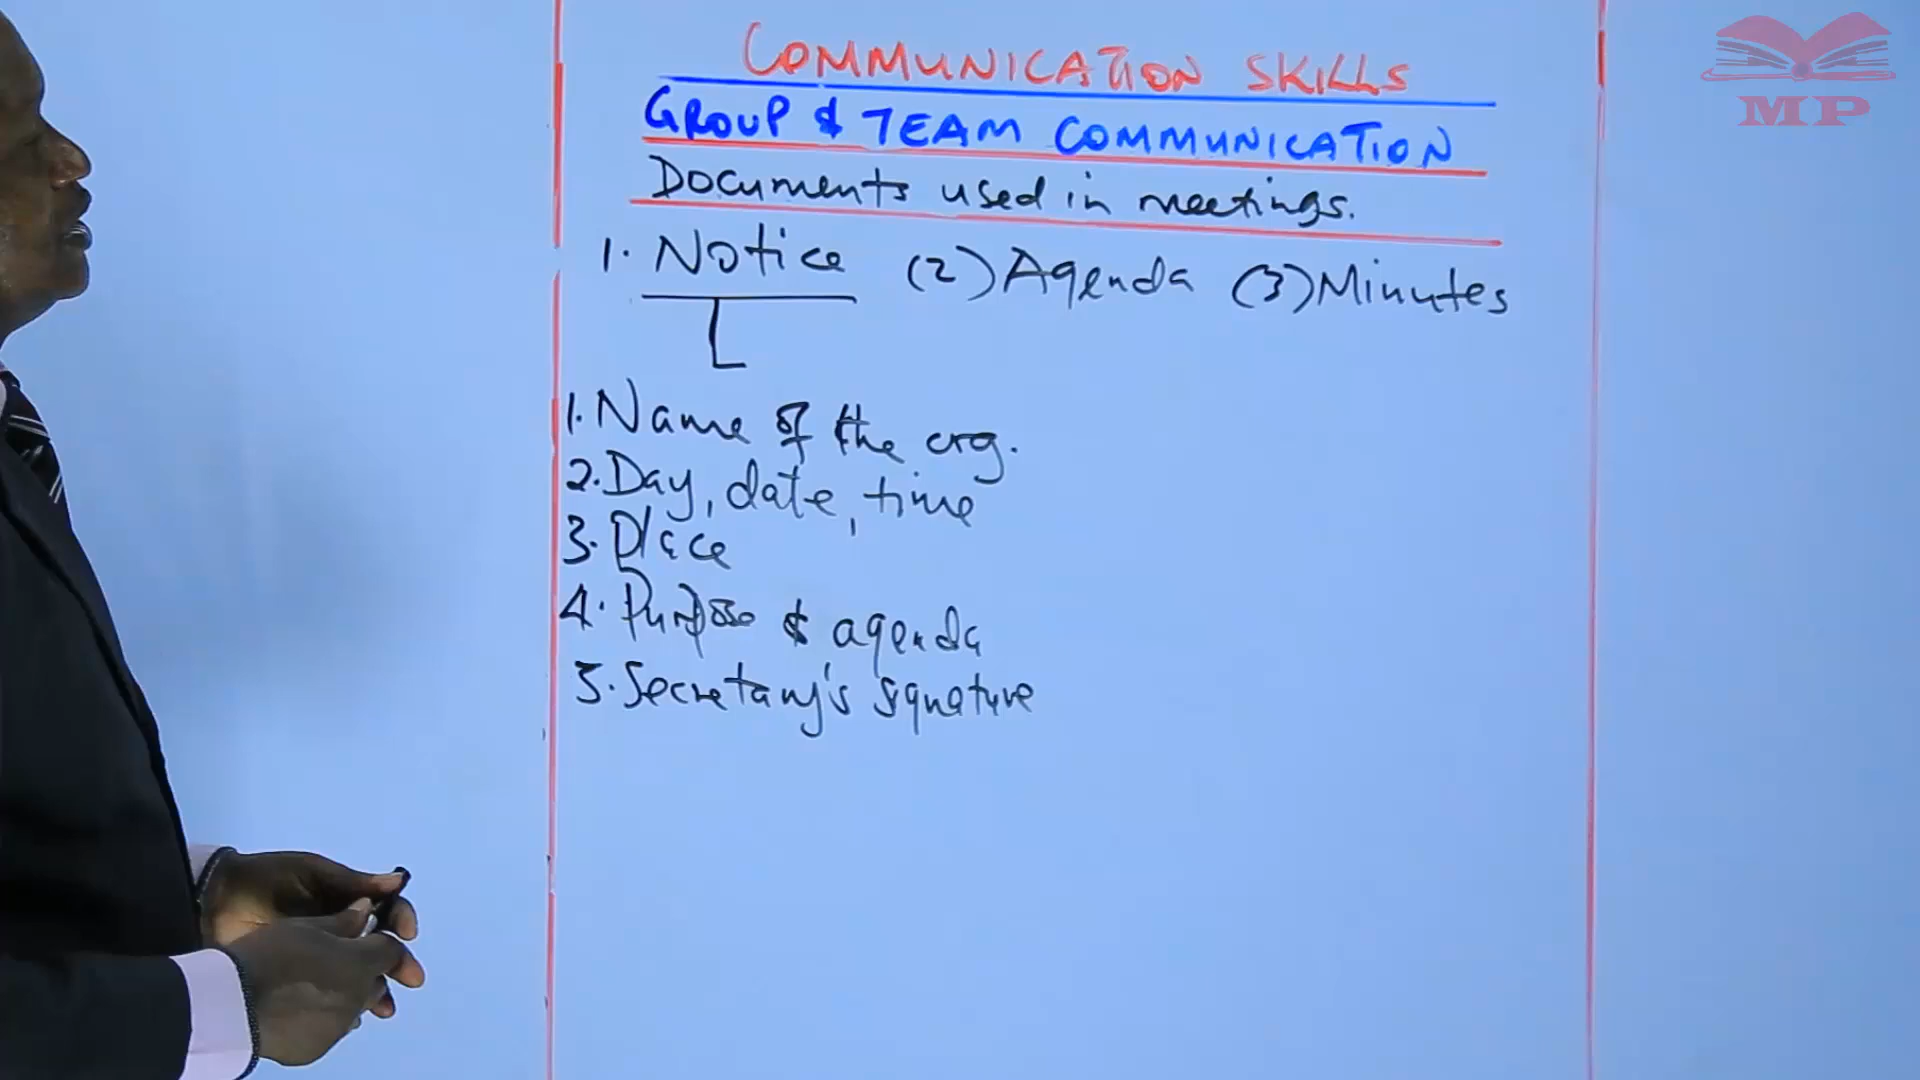 COMMUNICATION SKILLS
GROUP & TEAM COMMUNICATION
Documents used in meetings.
1. Notice (2) Agenda (3) Minutes
1. Name of the org.
2. Day, date, time
3. Place
4. Purpose & agenda
5. Secretary's signature
MP